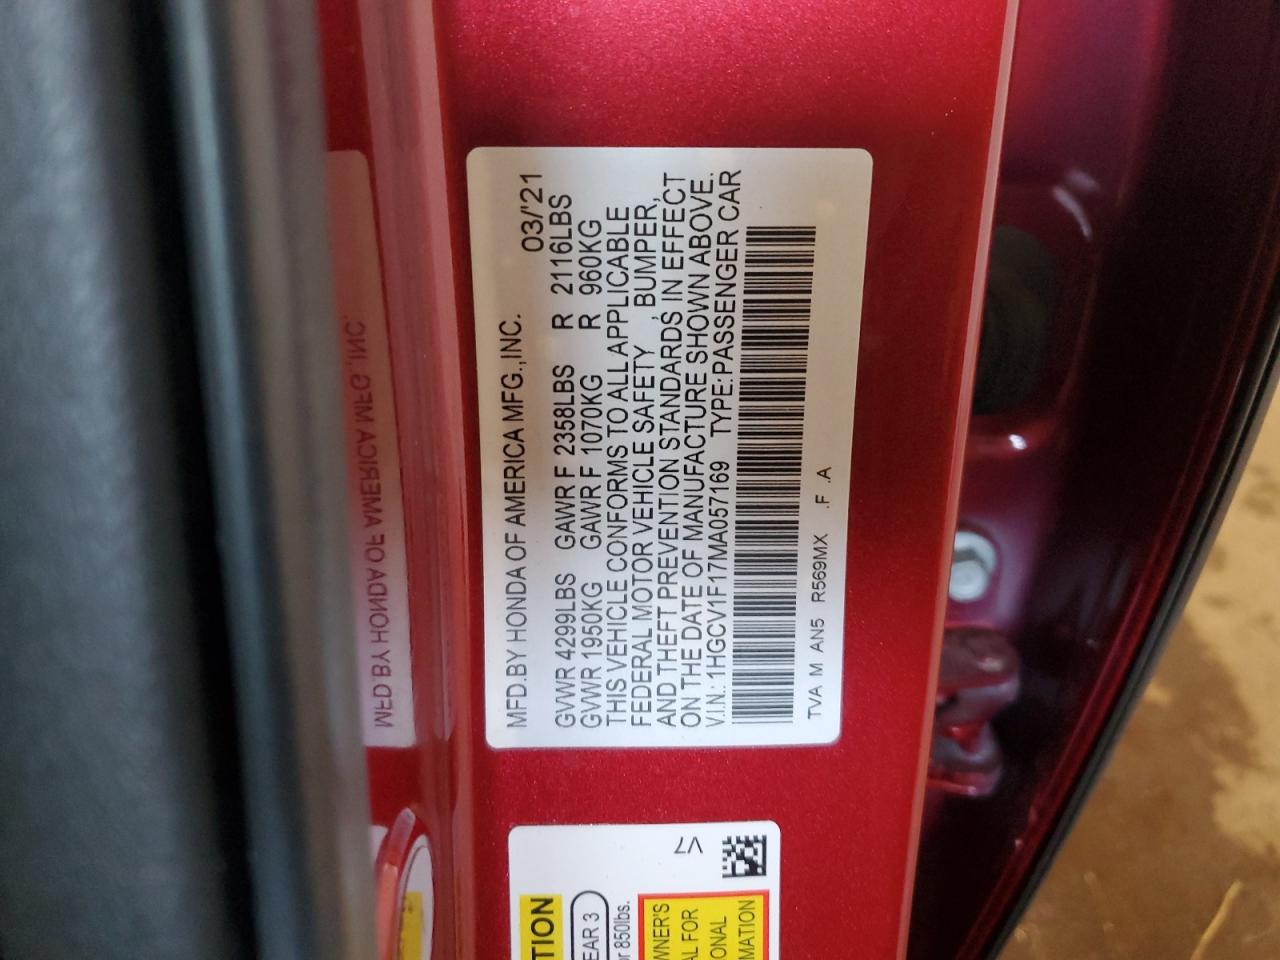 MFD.BY HONDA OF AMERICA MFG.,INC. 03/'21
GVWR 4299LBS GAWR F 2358LBS R 2116LBS
GVWR 1950KG GAWR F 1070KG R 960KG
THIS VEHICLE CONFORMS TO ALL APPLICABLE
FEDERAL MOTOR VEHICLE SAFETY , BUMPER,
AND THEFT PREVENTION STANDARDS IN EFFECT
ON THE DATE OF MANUFACTURE SHOWN ABOVE.
V.I.N.: 1HGCV1F17MA057169 TYPE:PASSENGER CAR
TVA M AN5 R569MX .F .A
V7
TION
EAR 3
or 850lbs.
WNER'S
AL FOR
ONAL
MATION
MFD.BY HONDA OF AMERICA MFG.,INC.